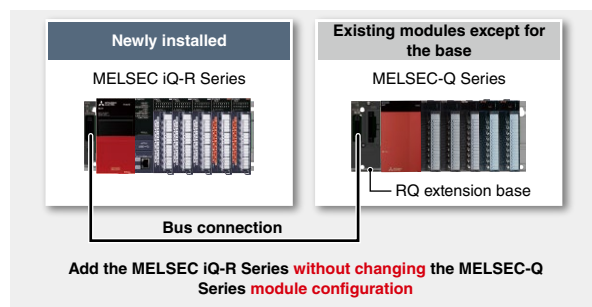 Newly installed
Existing modules except for
the base
MELSEC iQ-R Series
MELSEC-Q Series
RQ extension base
Bus connection
Add the MELSEC iQ-R Series without changing the MELSEC-Q
Series module configuration